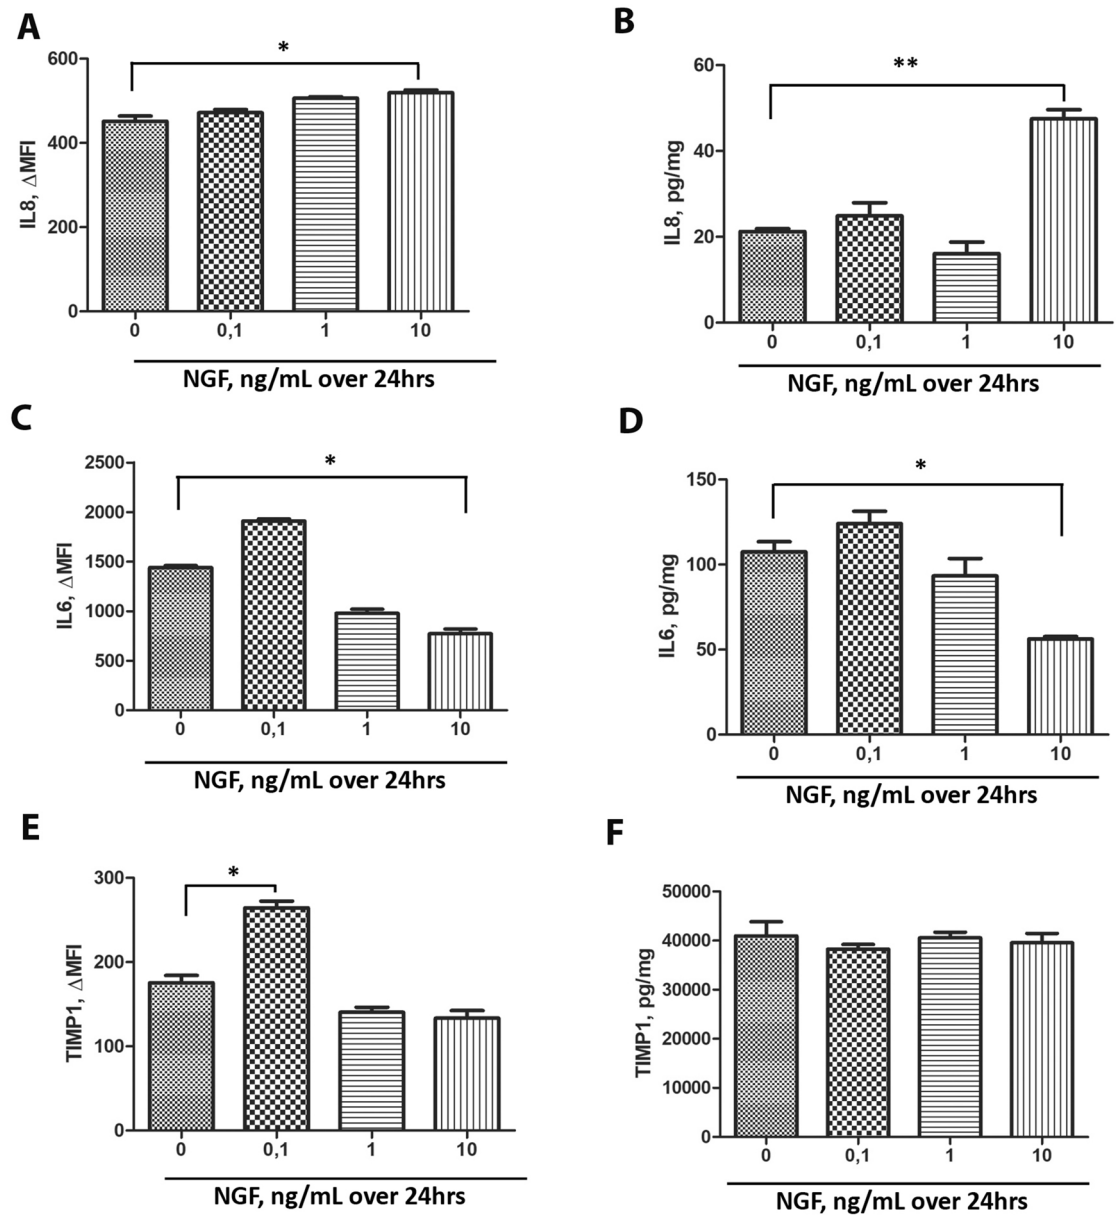 A
IL8, ΔMFI
600
400
200
0
*
0 0,1 1 10
NGF, ng/mL over 24hrs
B
IL8, pg/mg
60
40
20
0
**
0 0,1 1 10
NGF, ng/mL over 24hrs
C
IL6, ΔMFI
2500
2000
1500
1000
500
0
*
0 0,1 1 10
NGF, ng/mL over 24hrs
D
IL6, pg/mg
150
100
50
0
*
0 0,1 1 10
NGF, ng/mL over 24hrs
E
TIMP1, ΔMFI
300
200
100
0
*
0 0,1 1 10
NGF, ng/mL over 24hrs
F
TIMP1, pg/mg
50000
40000
30000
20000
10000
0
0 0,1 1 10
NGF, ng/mL over 24hrs